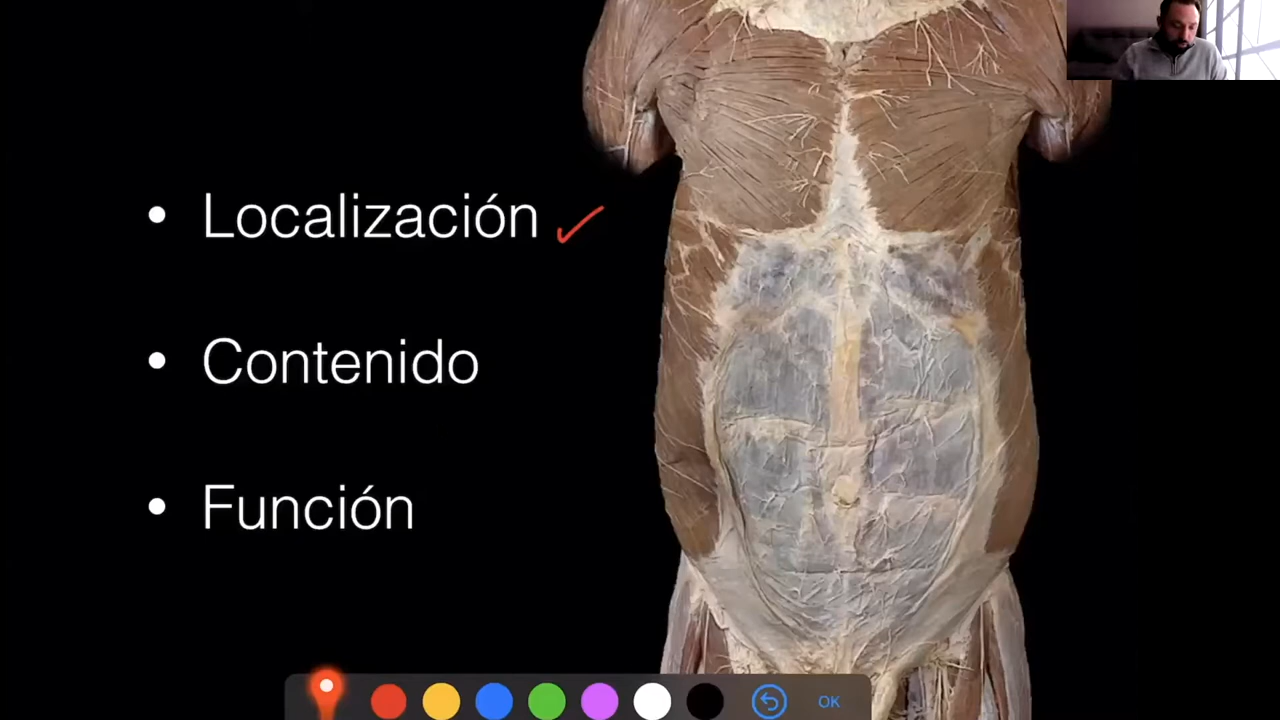 • Localización
• Contenido
• Función
OK